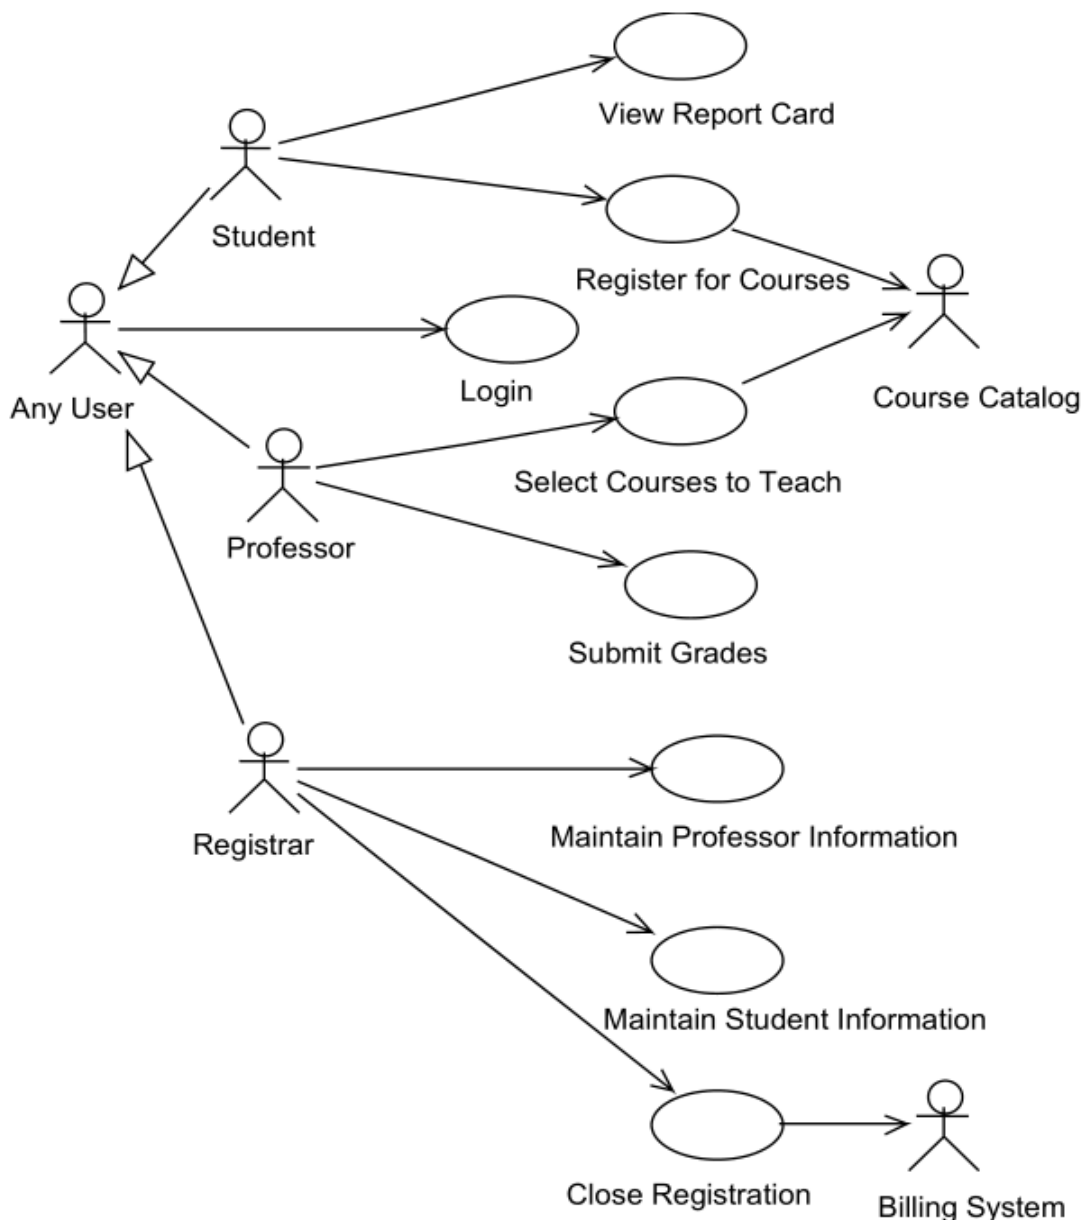 View Report Card
Student
Register for Courses
Login
Any User
Course Catalog
Select Courses to Teach
Professor
Submit Grades
Maintain Professor Information
Registrar
Maintain Student Information
Close Registration
Billing System